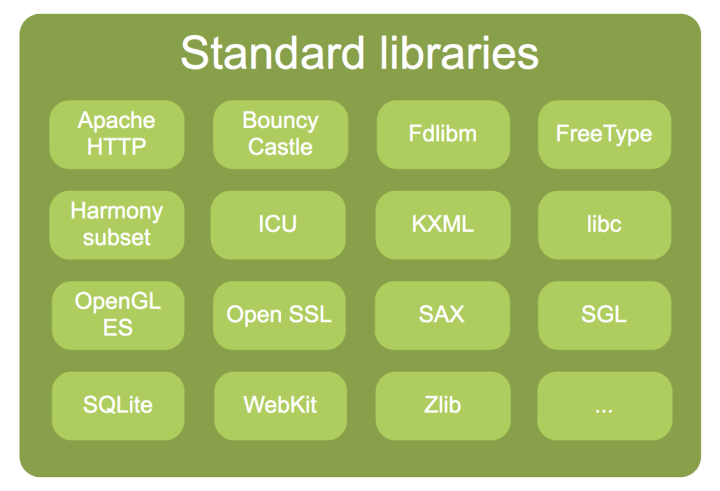 Standard libraries
Apache
HTTP
Bouncy
Castle
Fdlibm
FreeType
Harmony
subset
ICU
KXML
libc
OpenGL
ES
Open SSL
SAX
SGL
SQLite
WebKit
Zlib
...